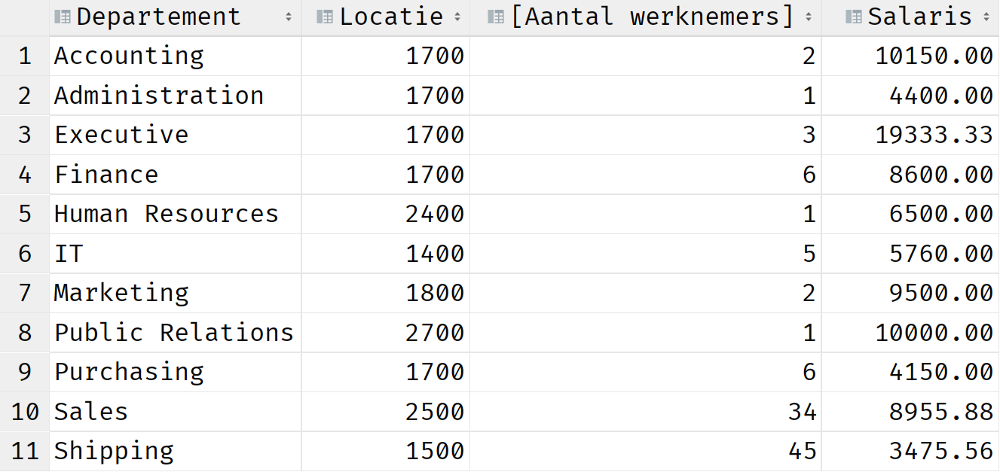 Departement Locatie [Aantal werknemers] Salaris
1 Accounting 1700 2 10150.00
2 Administration 1700 1 4400.00
3 Executive 1700 3 19333.33
4 Finance 1700 6 8600.00
5 Human Resources 2400 1 6500.00
6 IT 1400 5 5760.00
7 Marketing 1800 2 9500.00
8 Public Relations 2700 1 10000.00
9 Purchasing 1700 6 4150.00
10 Sales 2500 34 8955.88
11 Shipping 1500 45 3475.56